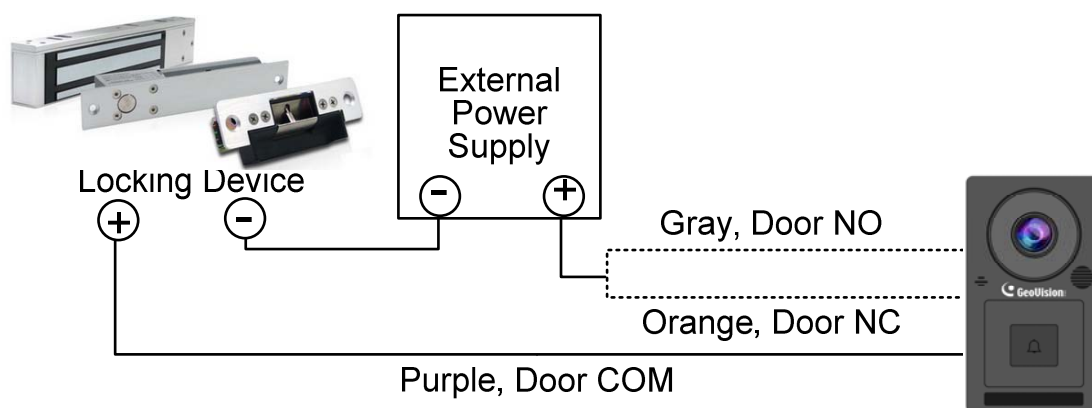 External
Power
Supply
Locking Device
+
-
-
+
Gray, Door NO
GeoVision
Orange, Door NC
Purple, Door COM